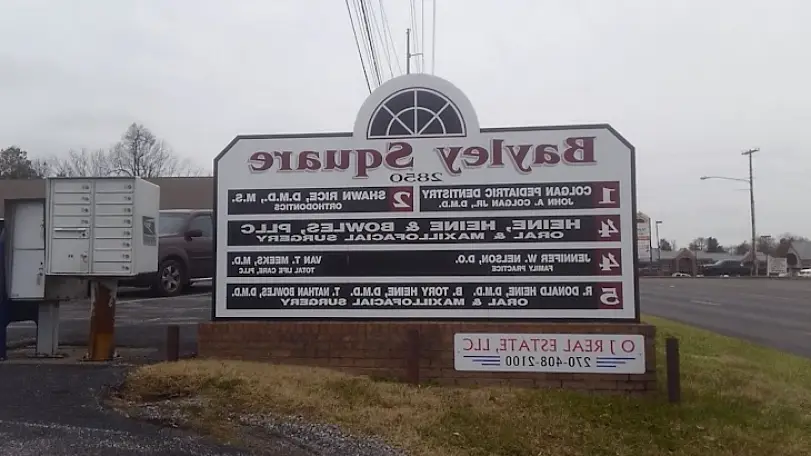 Bayley Square
2850
1 COLGAN PEDIATRIC DENTISTRY
JOHN A. COLGAN, JR., D.M.D.
2 SHAWN RICE, D.M.D., M.S.
ORTHODONTICS
4 HEINE, HEINE & BOWLES, PLLC 4
ORAL & MAXILLOFACIAL SURGERY
4 JENNIFER W. WELSON, D.O.
FAMILY PRACTICE
VAN T. MEEKS, M.D.
TOTAL LIFE CARE, PLLC
5 R. DONALD HEINE, D.M.D. B. TORY HEINE, D.M.D. T. NATHAN BOWLES, D.M.D.
ORAL & MAXILLOFACIAL SURGERY
O J REAL ESTATE, LLC
270-408-2100